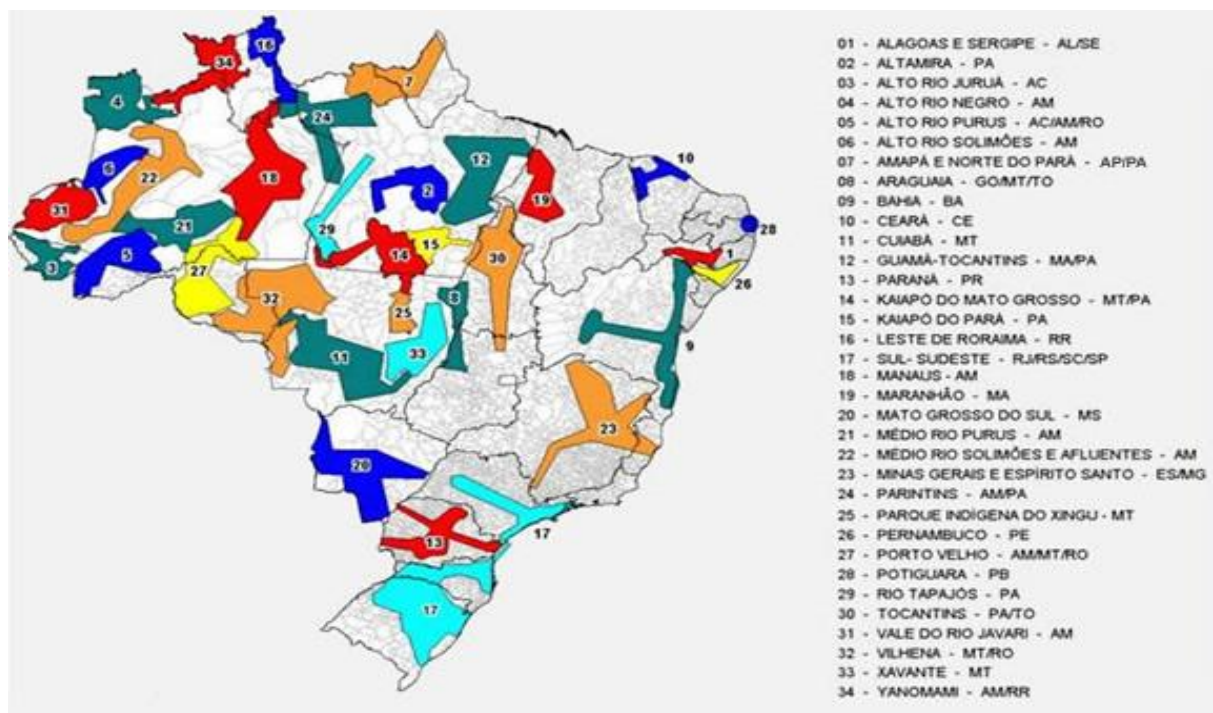 01 - ALAGOAS E SERGIPE - AL/SE
02 - ALTAMIRA - PA
03 - ALTO RIO JURUÁ - AC
04 - ALTO RIO NEGRO - AM
05 - ALTO RIO PURUS - AC/AM/RO
06 - ALTO RIO SOLIMÕES - AM
07 - AMAPÁ E NORTE DO PARÁ - AP/PA
08 - ARAGUAIA - GO/MT/TO
09 - BAHIA - BA
10 - CEARÁ - CE
11 - CUIABÁ - MT
12 - GUAMÁ-TOCANTINS - MA/PA
13 - PARANÁ - PR
14 - KAIAPÓ DO MATO GROSSO - MT/PA
15 - KAIAPÓ DO PARÁ - PA
16 - LESTE DE RORAIMA - RR
17 - SUL- SUDESTE - RJ/RS/SC/SP
18 - MANAUS - AM
19 - MARANHÃO - MA
20 - MATO GROSSO DO SUL - MS
21 - MÉDIO RIO PURUS - AM
22 - MÉDIO RIO SOLIMÕES E AFLUENTES - AM
23 - MINAS GERAIS E ESPÍRITO SANTO - ES/MG
24 - PARINTINS - AM/PA
25 - PARQUE INDÍGENA DO XINGU - MT
26 - PERNAMBUCO - PE
27 - PORTO VELHO - AM/MT/RO
28 - POTIGUARA - PB
29 - RIO TAPAJÓS - PA
30 - TOCANTINS - PA/TO
31 - VALE DO RIO JAVARI - AM
32 - VILHENA - MT/RO
33 - XAVANTE - MT
34 - YANOMAMI - AM/RR
16
34
7
4
24
12
10
6
22
18
2
19
31
29
28
21
15
3
5
14
30
1
27
8
26
32
25
11
33
9
23
20
13
17
17